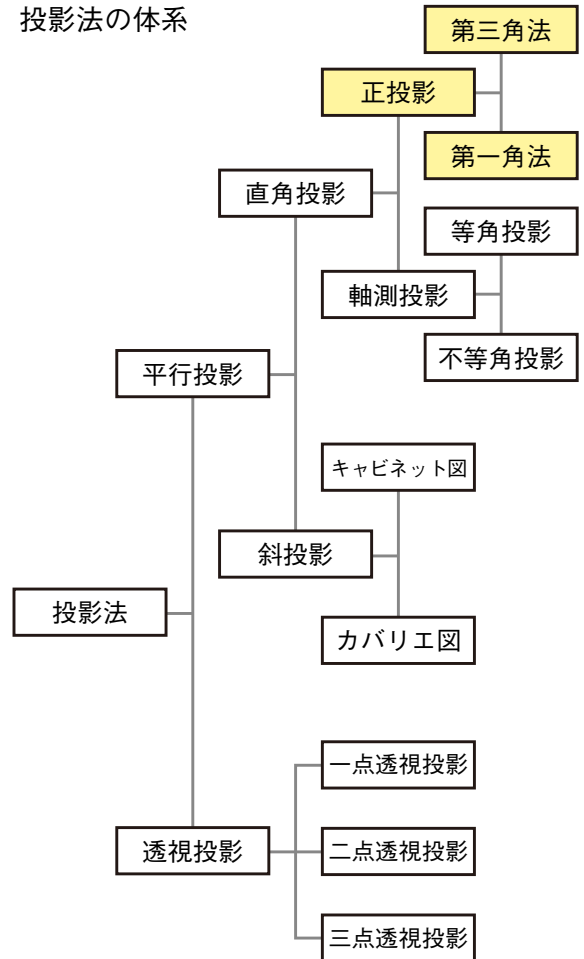 投影法の体系
第三角法
正投影
第一角法
直角投影
等角投影
軸測投影
不等角投影
平行投影
キャビネット図
斜投影
投影法
カバリエ図
一点透視投影
透視投影
二点透視投影
三点透視投影